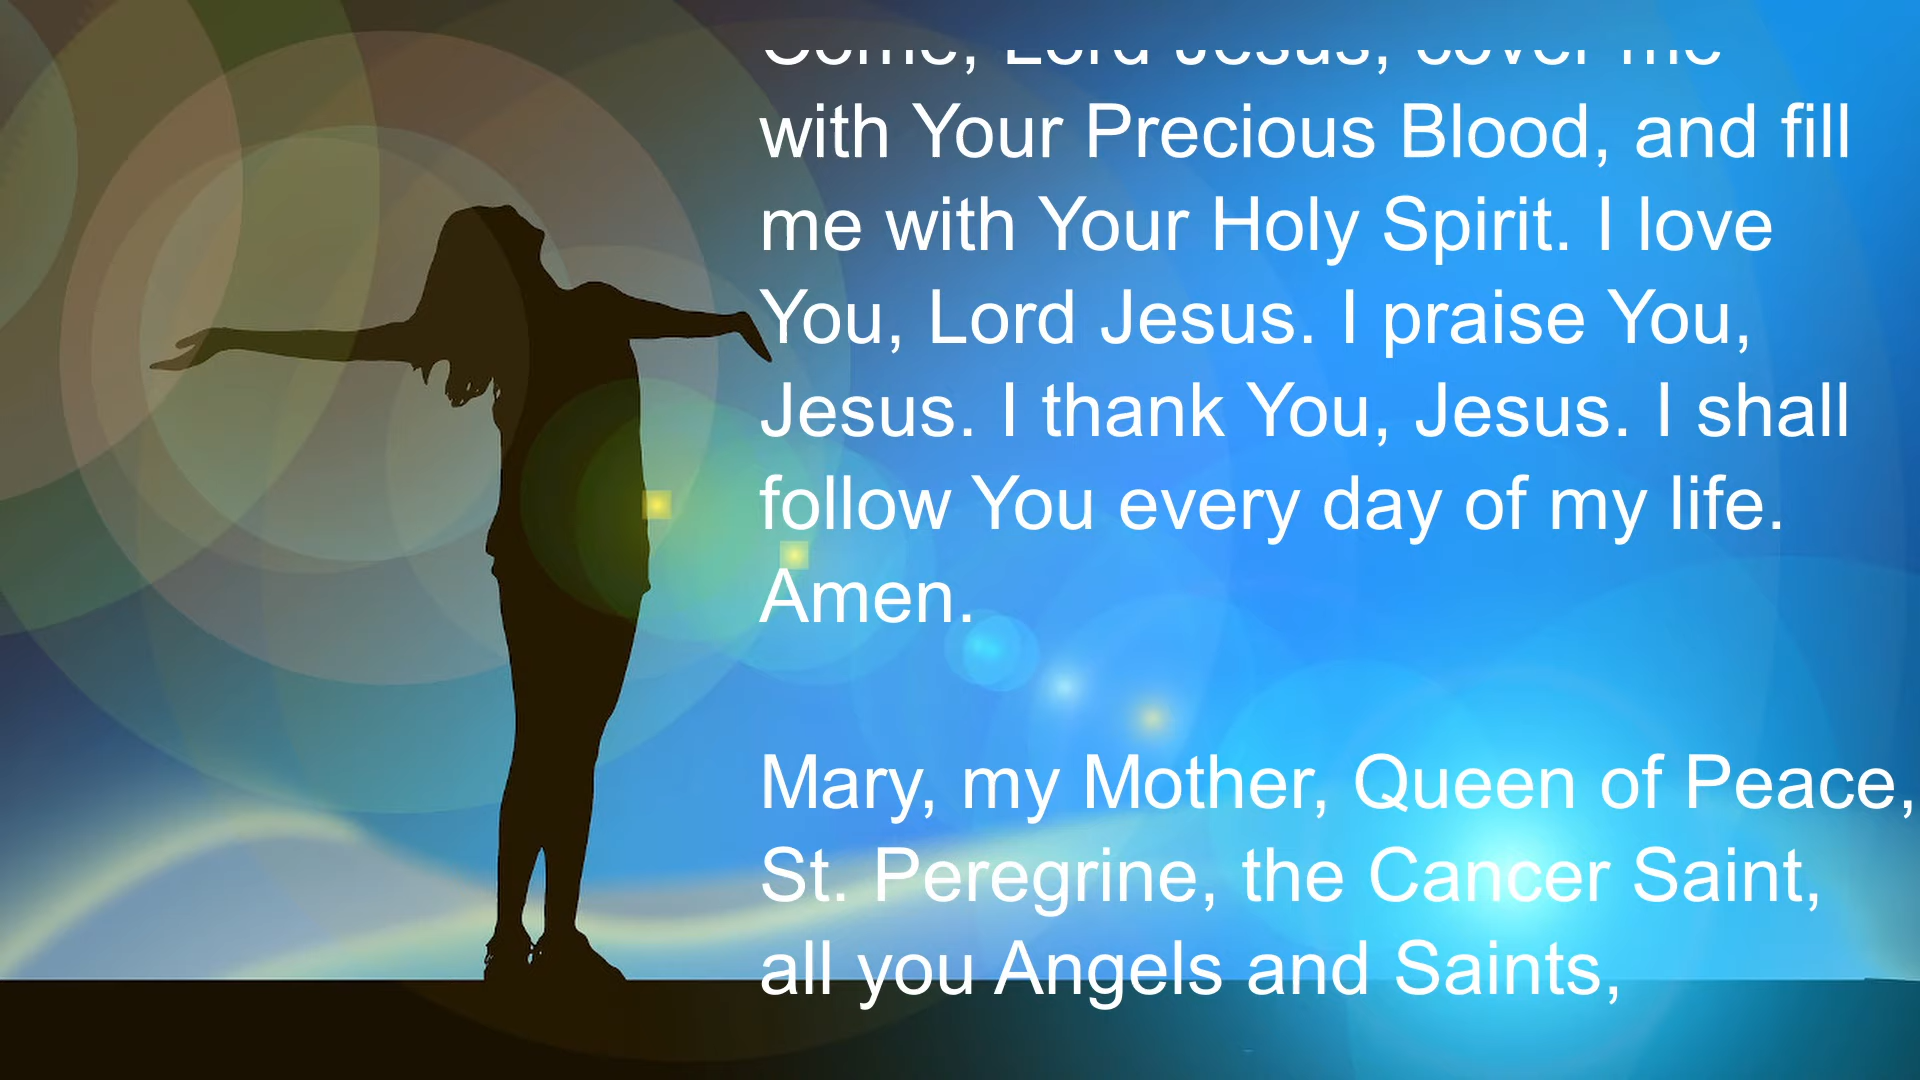 Come, Lord Jesus, cover me
with Your Precious Blood, and fill
me with Your Holy Spirit. I love
You, Lord Jesus. I praise You,
Jesus. I thank You, Jesus. I shall
follow You every day of my life.
Amen.
Mary, my Mother, Queen of Peace,
St. Peregrine, the Cancer Saint,
all you Angels and Saints,